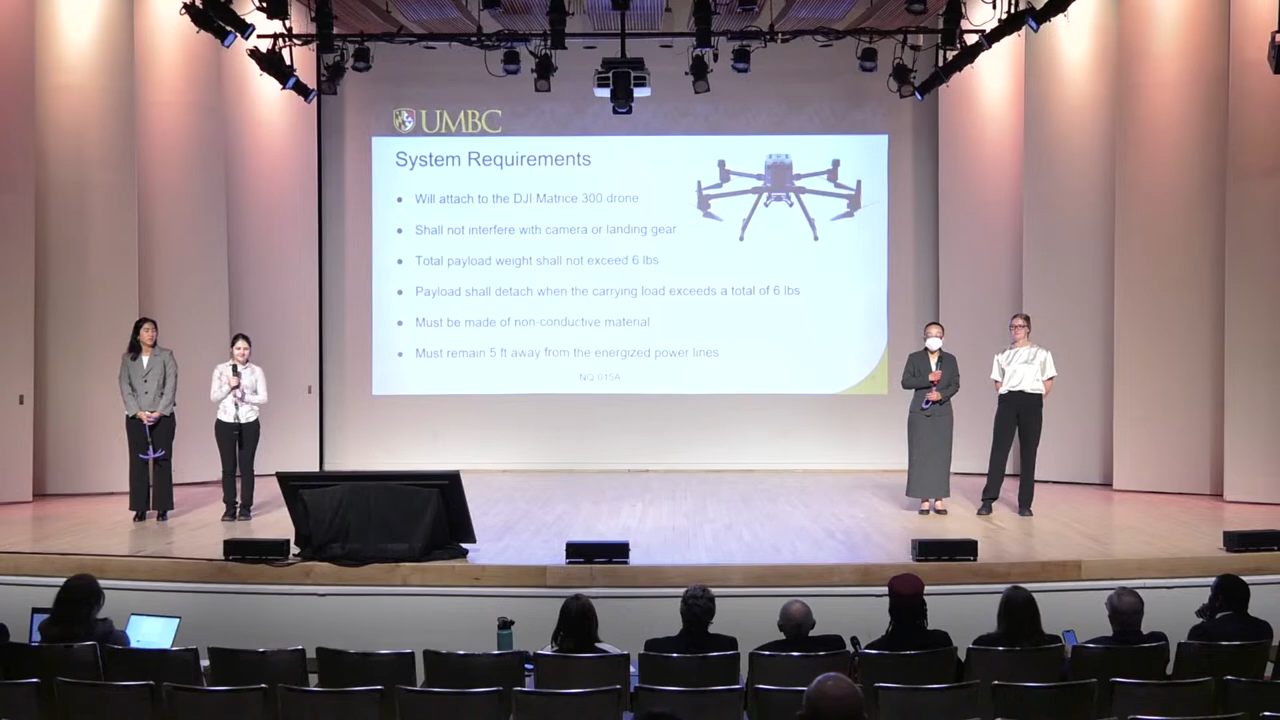 UMBC
System Requirements
● Will attach to the DJI Matrice 300 drone
● Shall not interfere with camera or landing gear
● Total payload weight shall not exceed 6 lbs
● Payload shall detach when the carrying load exceeds a total of 6 lbs
● Must be made of non-conductive material
● Must remain 5 ft away from the energized power lines
NQ.015A